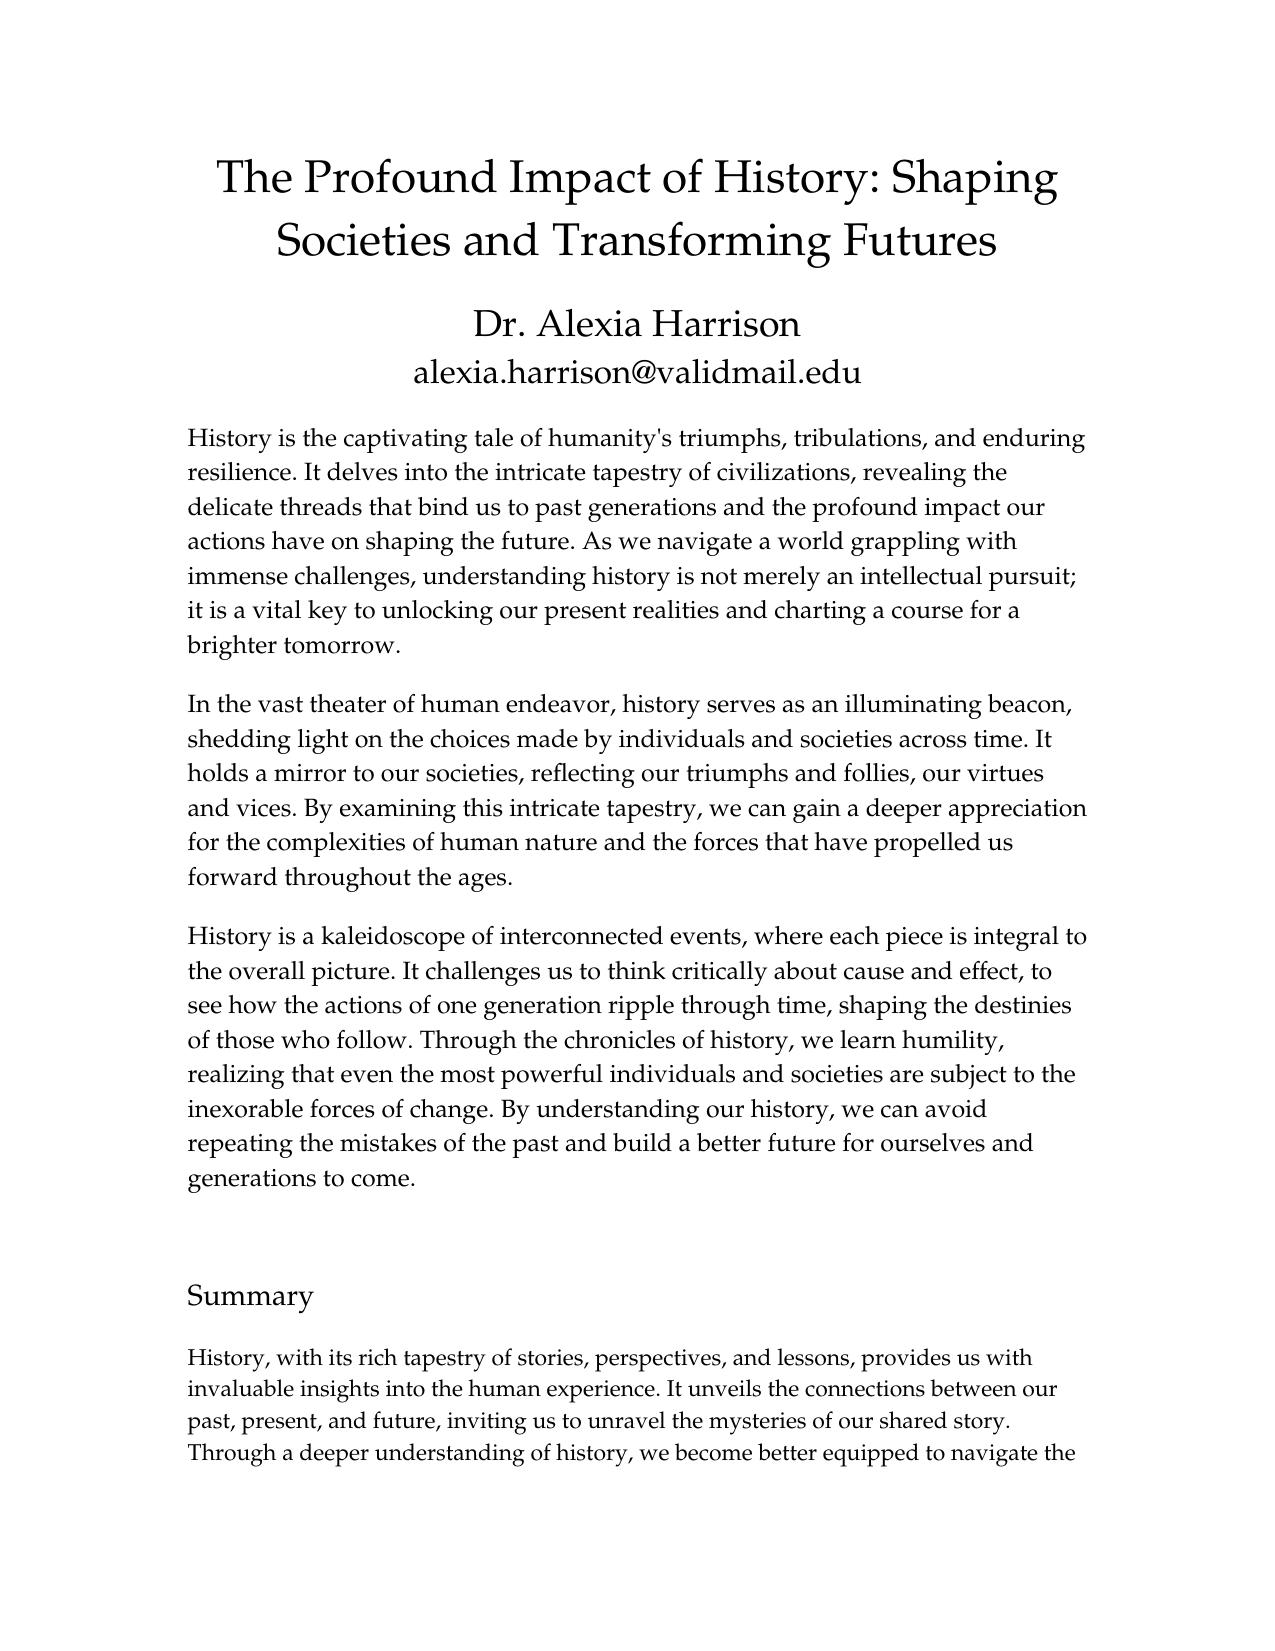 The Profound Impact of History: Shaping
Societies and Transforming Futures
Dr. Alexia Harrison
alexia.harrison@validmail.edu
History is the captivating tale of humanity's triumphs, tribulations, and enduring
resilience. It delves into the intricate tapestry of civilizations, revealing the
delicate threads that bind us to past generations and the profound impact our
actions have on shaping the future. As we navigate a world grappling with
immense challenges, understanding history is not merely an intellectual pursuit;
it is a vital key to unlocking our present realities and charting a course for a
brighter tomorrow.
In the vast theater of human endeavor, history serves as an illuminating beacon,
shedding light on the choices made by individuals and societies across time. It
holds a mirror to our societies, reflecting our triumphs and follies, our virtues
and vices. By examining this intricate tapestry, we can gain a deeper appreciation
for the complexities of human nature and the forces that have propelled us
forward throughout the ages.
History is a kaleidoscope of interconnected events, where each piece is integral to
the overall picture. It challenges us to think critically about cause and effect, to
see how the actions of one generation ripple through time, shaping the destinies
of those who follow. Through the chronicles of history, we learn humility,
realizing that even the most powerful individuals and societies are subject to the
inexorable forces of change. By understanding our history, we can avoid
repeating the mistakes of the past and build a better future for ourselves and
generations to come.
Summary
History, with its rich tapestry of stories, perspectives, and lessons, provides us with
invaluable insights into the human experience. It unveils the connections between our
past, present, and future, inviting us to unravel the mysteries of our shared story.
Through a deeper understanding of history, we become better equipped to navigate the